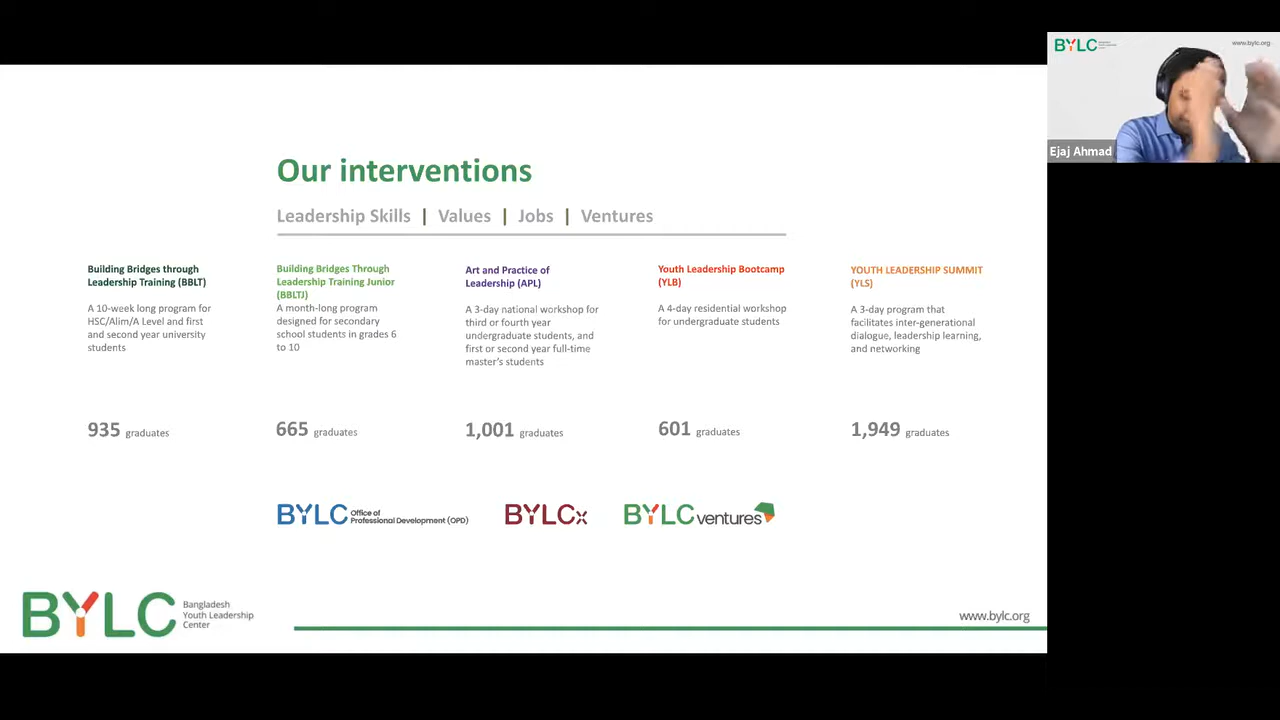 Our interventions
Leadership Skills | Values | Jobs | Ventures
Building Bridges through
Leadership Training (BBLT)
A 10-week long program for
HSC/Alim/A Level and first
and second year university
students
935 graduates
Building Bridges Through
Leadership Training Junior
(BBLTJ)
A month-long program
designed for secondary
school students in grades 6
to 10
665 graduates
Art and Practice of
Leadership (APL)
A 3-day national workshop for
third or fourth year
undergraduate students, and
first or second year full-time
master's students
1,001 graduates
Youth Leadership Bootcamp
(YLB)
A 4-day residential workshop
for undergraduate students
601 graduates
YOUTH LEADERSHIP SUMMIT
(YLS)
A 3-day program that
facilitates inter-generational
dialogue, leadership learning,
and networking
1,949 graduates
BYLC Office of
Professional Development (OPD)
BYLCx
BYLC ventures
BYLC
Bangladesh
Youth Leadership
Center
www.bylc.org
BYLC
www.bylc.org
Ejaj Ahmad